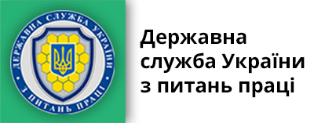 ДЕРЖАВНА СЛУЖБА УКРАЇНИ
З ПИТАНЬ ПРАЦІ
Державна
служба України
з питань праці